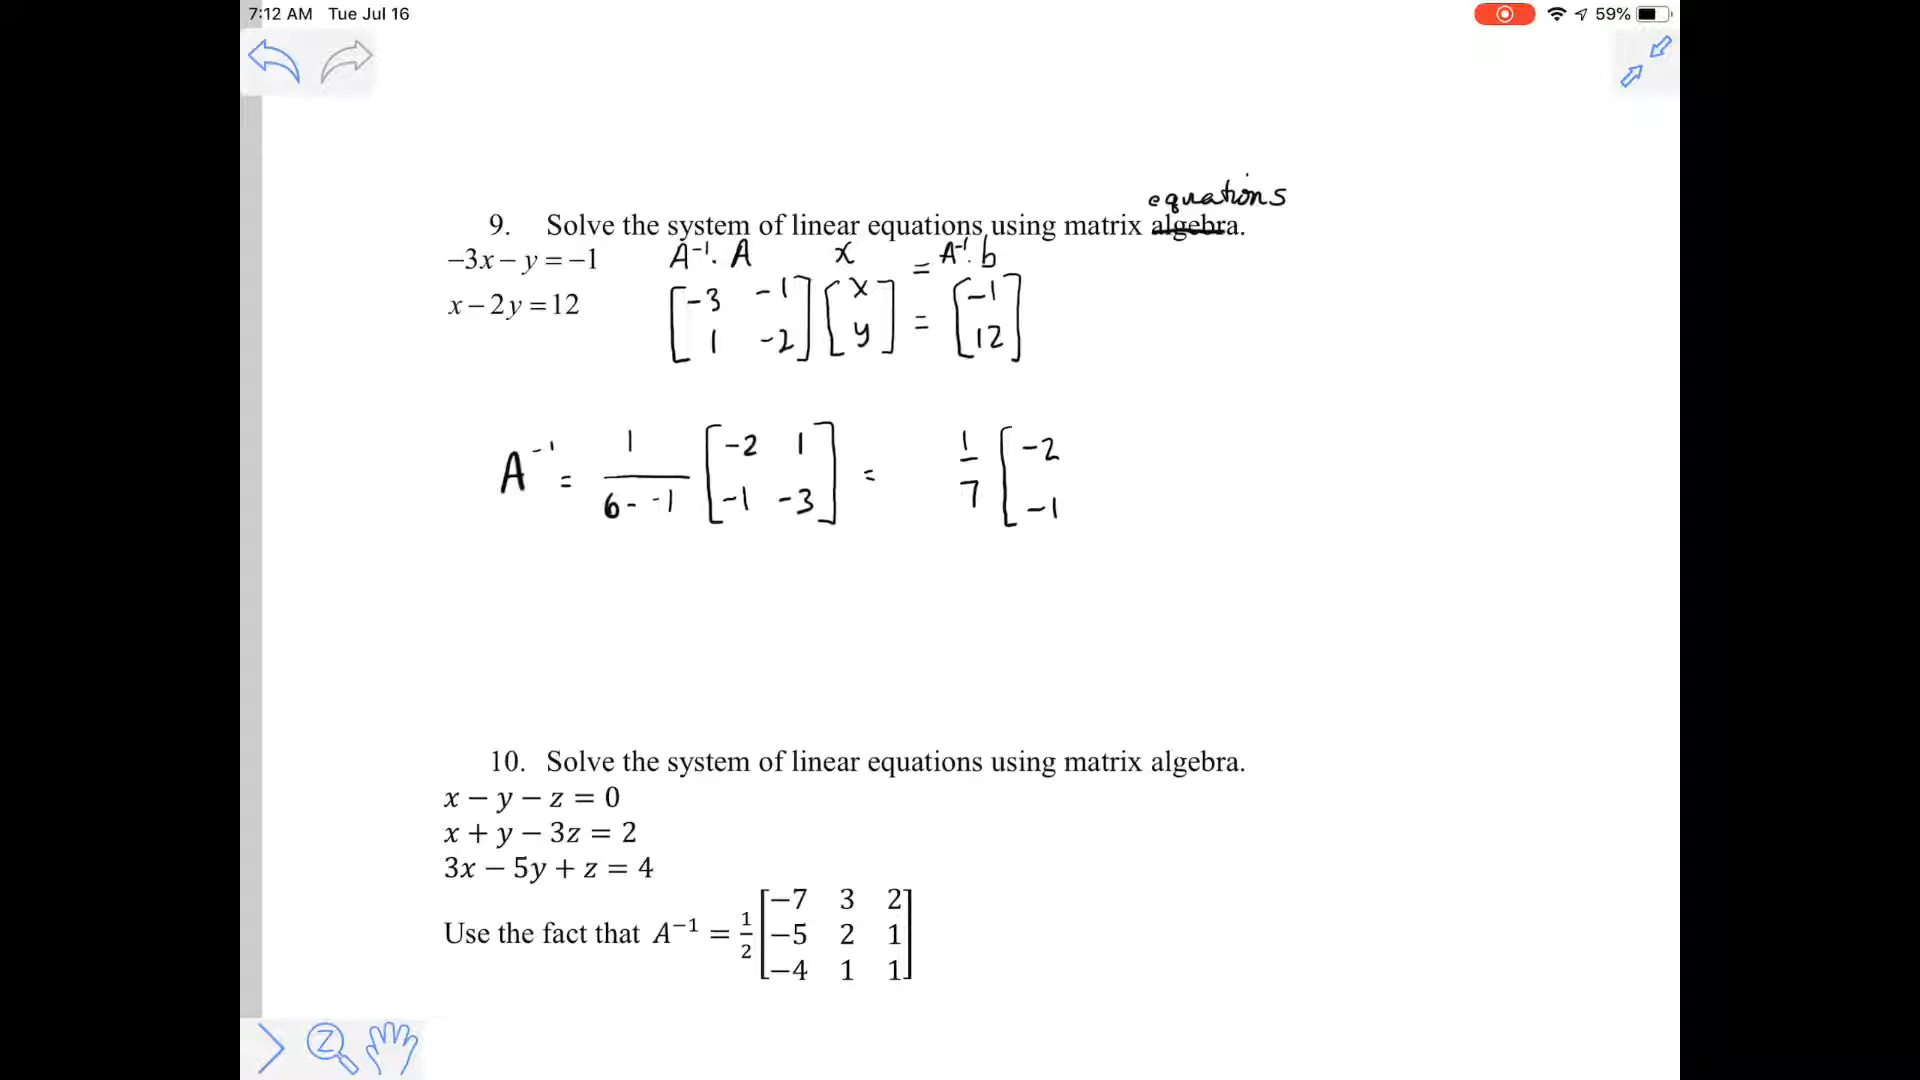 7:12 AM Tue Jul 16
59%
equations
9. Solve the system of linear equations using matrix algebra.
−3x − y = −1
A⁻¹. A x = A⁻¹. b
x − 2y = 12
[-3 -1] [x] = [-1]
[1 -2] [y] [12]
A⁻¹ = 1/(6 - -1) [-2 1; -1 -3] = 1/7 [-2; -1
10. Solve the system of linear equations using matrix algebra.
x − y − z = 0
x + y − 3z = 2
3x − 5y + z = 4
Use the fact that A⁻¹ = 1/2 [−7 3 2; −5 2 1; −4 1 1]
Z